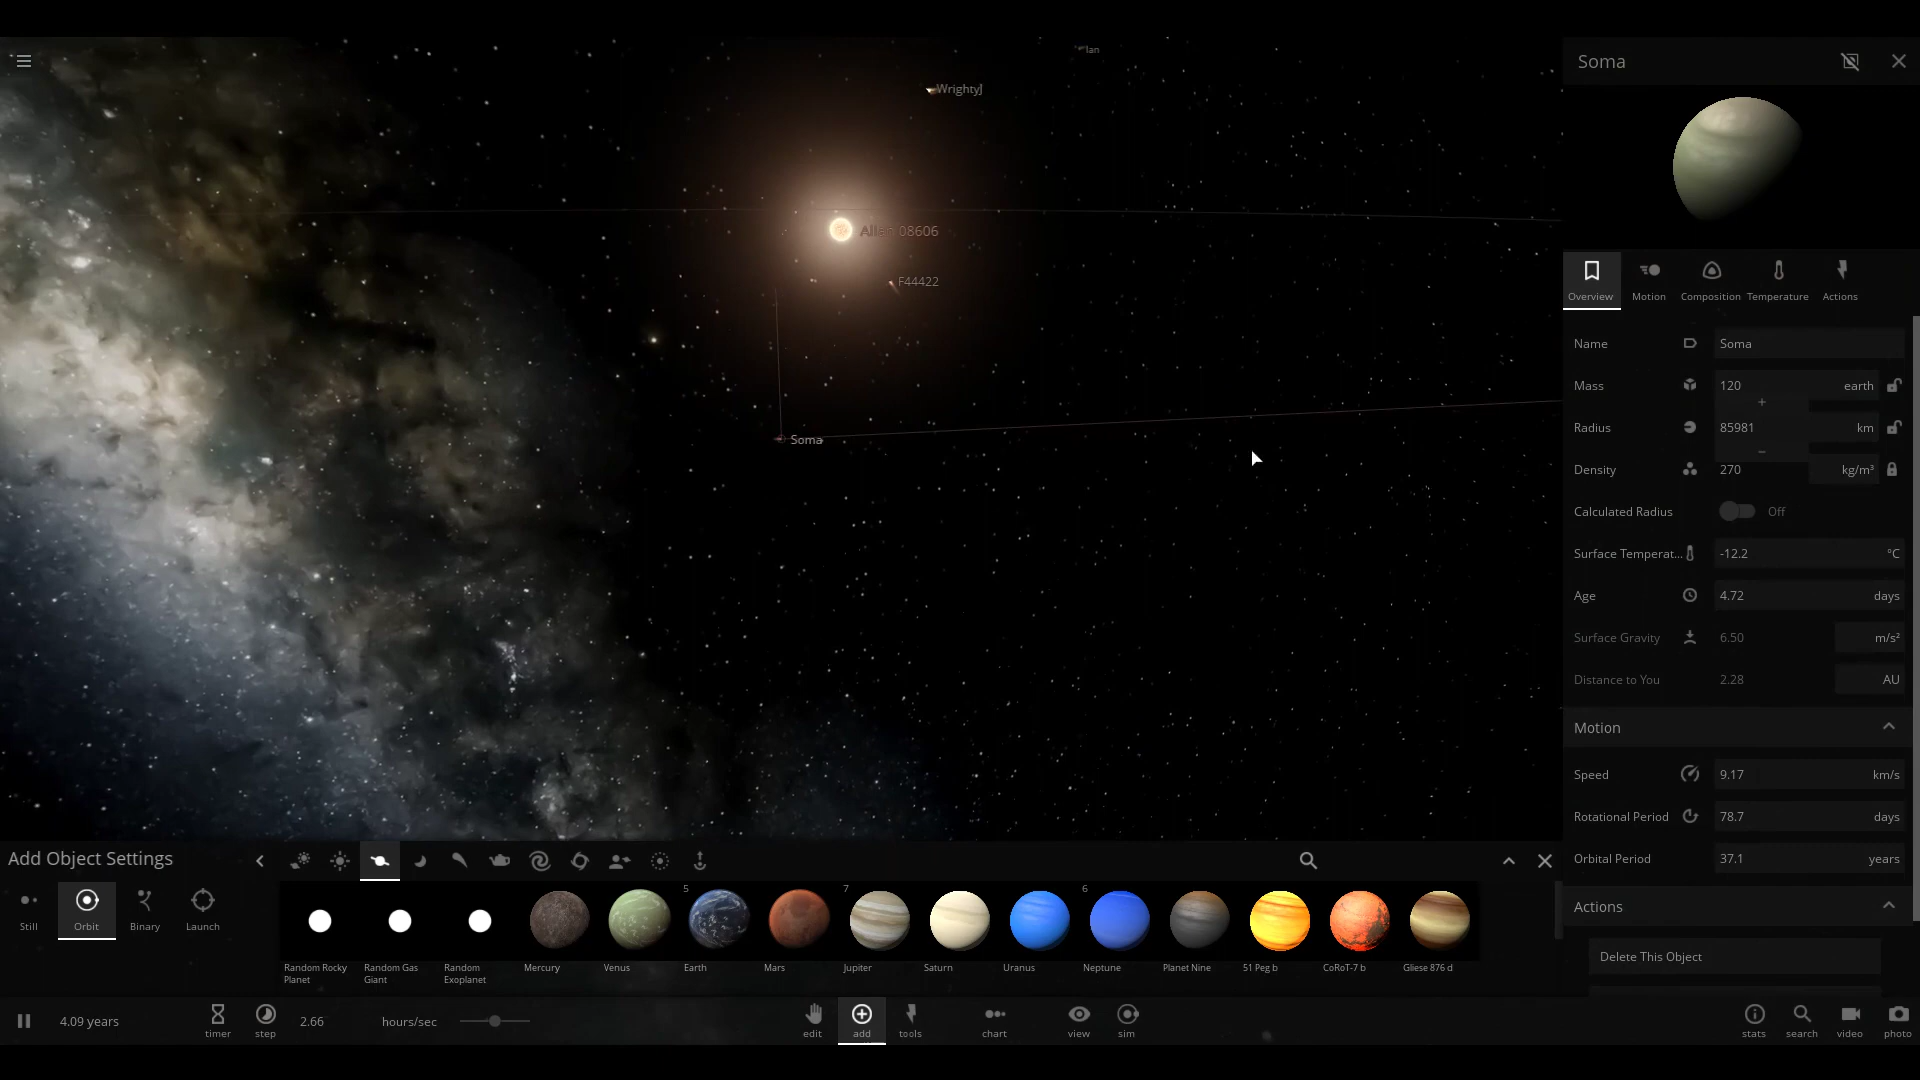 lan
WrightyJ
Allan 08606
F44422
Soma
Soma
Overview
Motion
Composition
Temperature
Actions
Name Soma
Mass 120 earth
+
Radius 85981 km
−
Density 270 kg/m³
Calculated Radius Off
Surface Temperat... -12.2 °C
Age 4.72 days
Surface Gravity 6.50 m/s²
Distance to You 2.28 AU
Motion
Speed 9.17 km/s
Rotational Period 78.7 days
Orbital Period 37.1 years
Actions
Delete This Object
Add Object Settings
Still
Orbit
Binary
Launch
5
7
6
Random Rocky
Planet
Random Gas
Giant
Random
Exoplanet
Mercury
Venus
Earth
Mars
Jupiter
Saturn
Uranus
Neptune
Planet Nine
51 Peg b
CoRoT-7 b
Gliese 876 d
4.09 years
timer
step
2.66 hours/sec
edit
add
tools
chart
view
sim
stats
search
video
photo